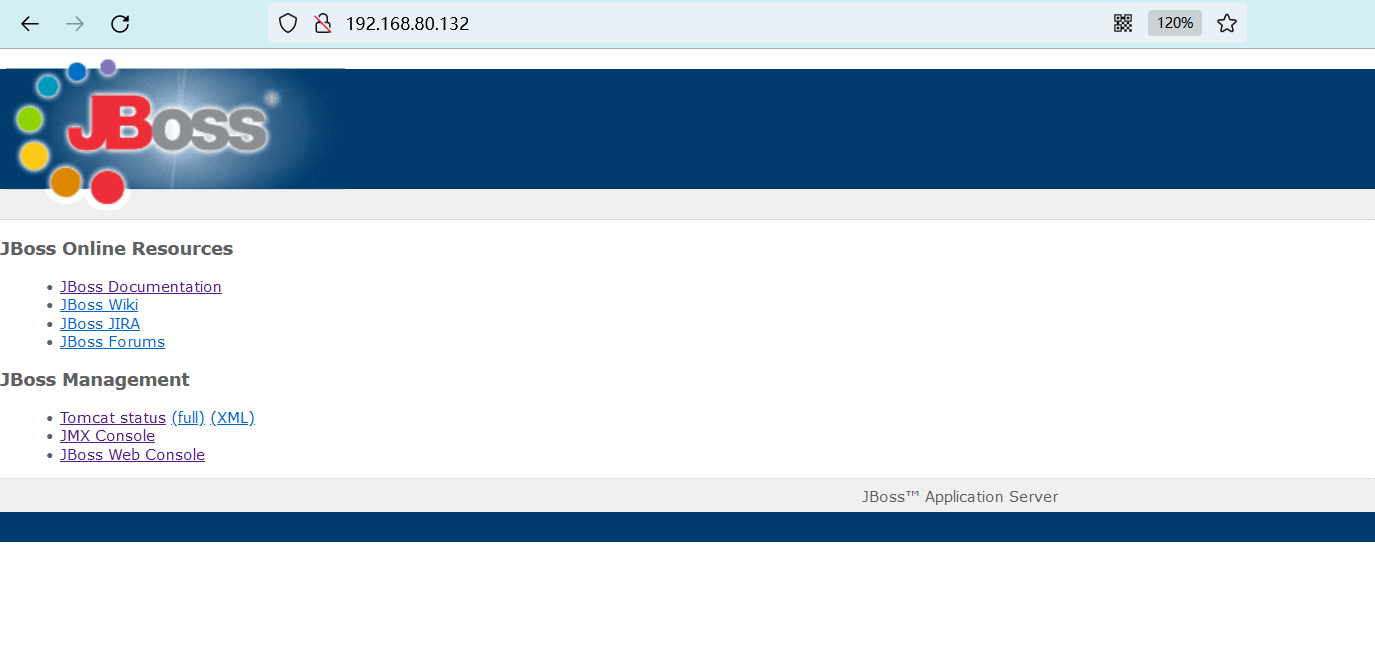 192.168.80.132
120%
JBoss
JBoss Online Resources
JBoss Documentation
JBoss Wiki
JBoss JIRA
JBoss Forums
JBoss Management
Tomcat status (full) (XML)
JMX Console
JBoss Web Console
JBoss™ Application Server